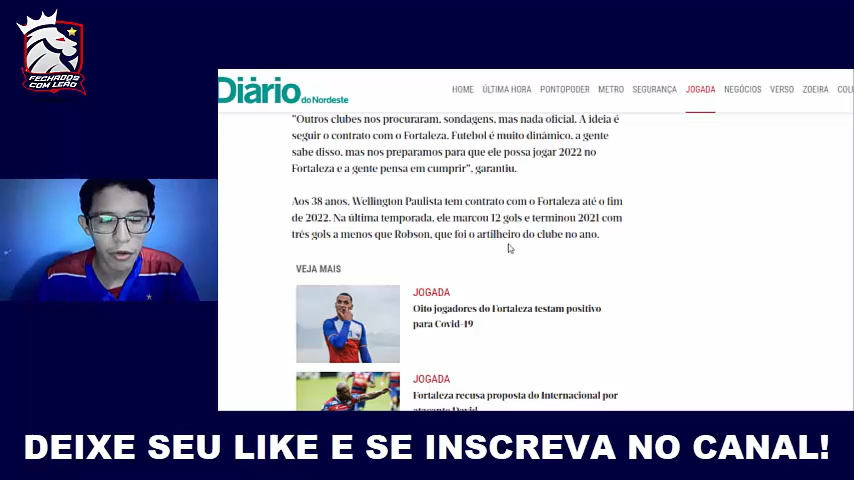 FECHADOS
COM LEÃO
Diário do Nordeste
HOME ÚLTIMA HORA PONTOPODER METRO SEGURANÇA JOGADA NEGÓCIOS VERSO ZOEIRA COL
"Outros clubes nos procuraram, sondagens, mas nada oficial. A ideia é
seguir o contrato com o Fortaleza. Futebol é muito dinâmico, a gente
sabe disso, mas nos preparamos para que ele possa jogar 2022 no
Fortaleza e a gente pensa em cumprir", garantiu.
Aos 38 anos, Wellington Paulista tem contrato com o Fortaleza até o fim
de 2022. Na última temporada, ele marcou 12 gols e terminou 2021 com
três gols a menos que Robson, que foi o artilheiro do clube no ano.
VEJA MAIS
JOGADA
Oito jogadores do Fortaleza testam positivo
para Covid-19
JOGADA
Fortaleza recusa proposta do Internacional por
atacante David
DEIXE SEU LIKE E SE INSCREVA NO CANAL!